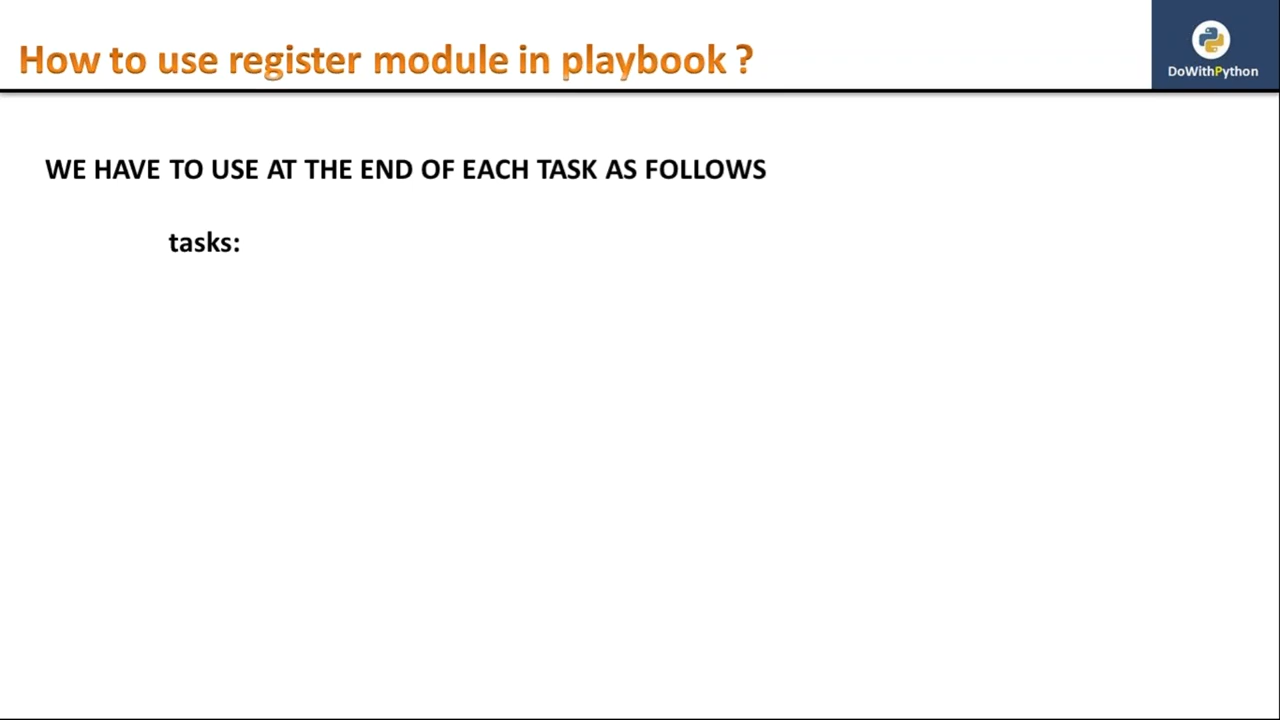 How to use register module in playbook ?
DoWithPython
WE HAVE TO USE AT THE END OF EACH TASK AS FOLLOWS
tasks: